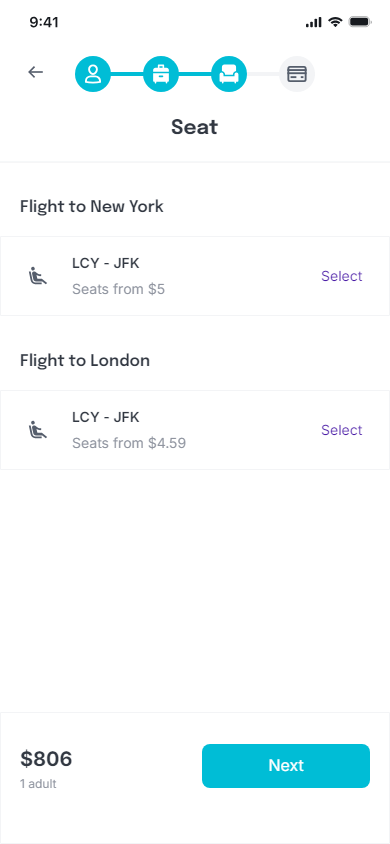 9:41
Seat
Flight to New York
LCY - JFK
Seats from $5
Select
Flight to London
LCY - JFK
Seats from $4.59
Select
$806
1 adult
Next